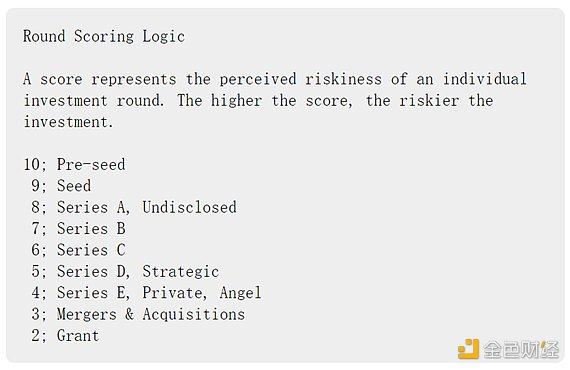 Round Scoring Logic
A score represents the perceived riskiness of an individual
investment round. The higher the score, the riskier the
investment.
10; Pre-seed
9; Seed
8; Series A, Undisclosed
7; Series B
6; Series C
5; Series D, Strategic
4; Series E, Private, Angel
3; Mergers & Acquisitions
2; Grant
金色财经